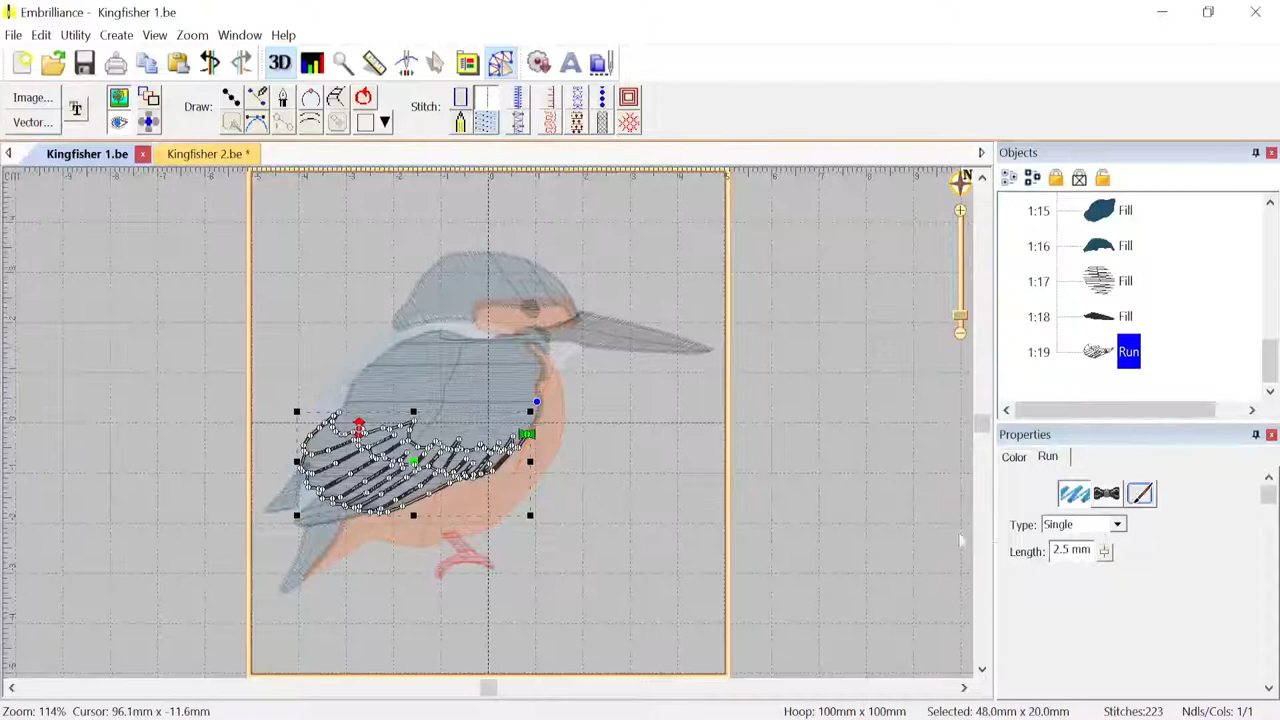 Embrilliance - Kingfisher 1.be
File Edit Utility Create View Zoom Window Help
3D
Image...
Draw:
Stitch:
Vector...
T
Kingfisher 1.be x Kingfisher 2.be *
Objects
N
1:15 Fill
1:16 Fill
1:17 Fill
1:18 Fill
1:19 Run
Properties
Color Run
Type: Single
Length: 2.5 mm
Zoom: 114% Cursor: 96.1mm x -11.6mm Hoop: 100mm x 100mm Selected: 48.0mm x 20.0mm Stitches:223 Ndls/Cols: 1/1